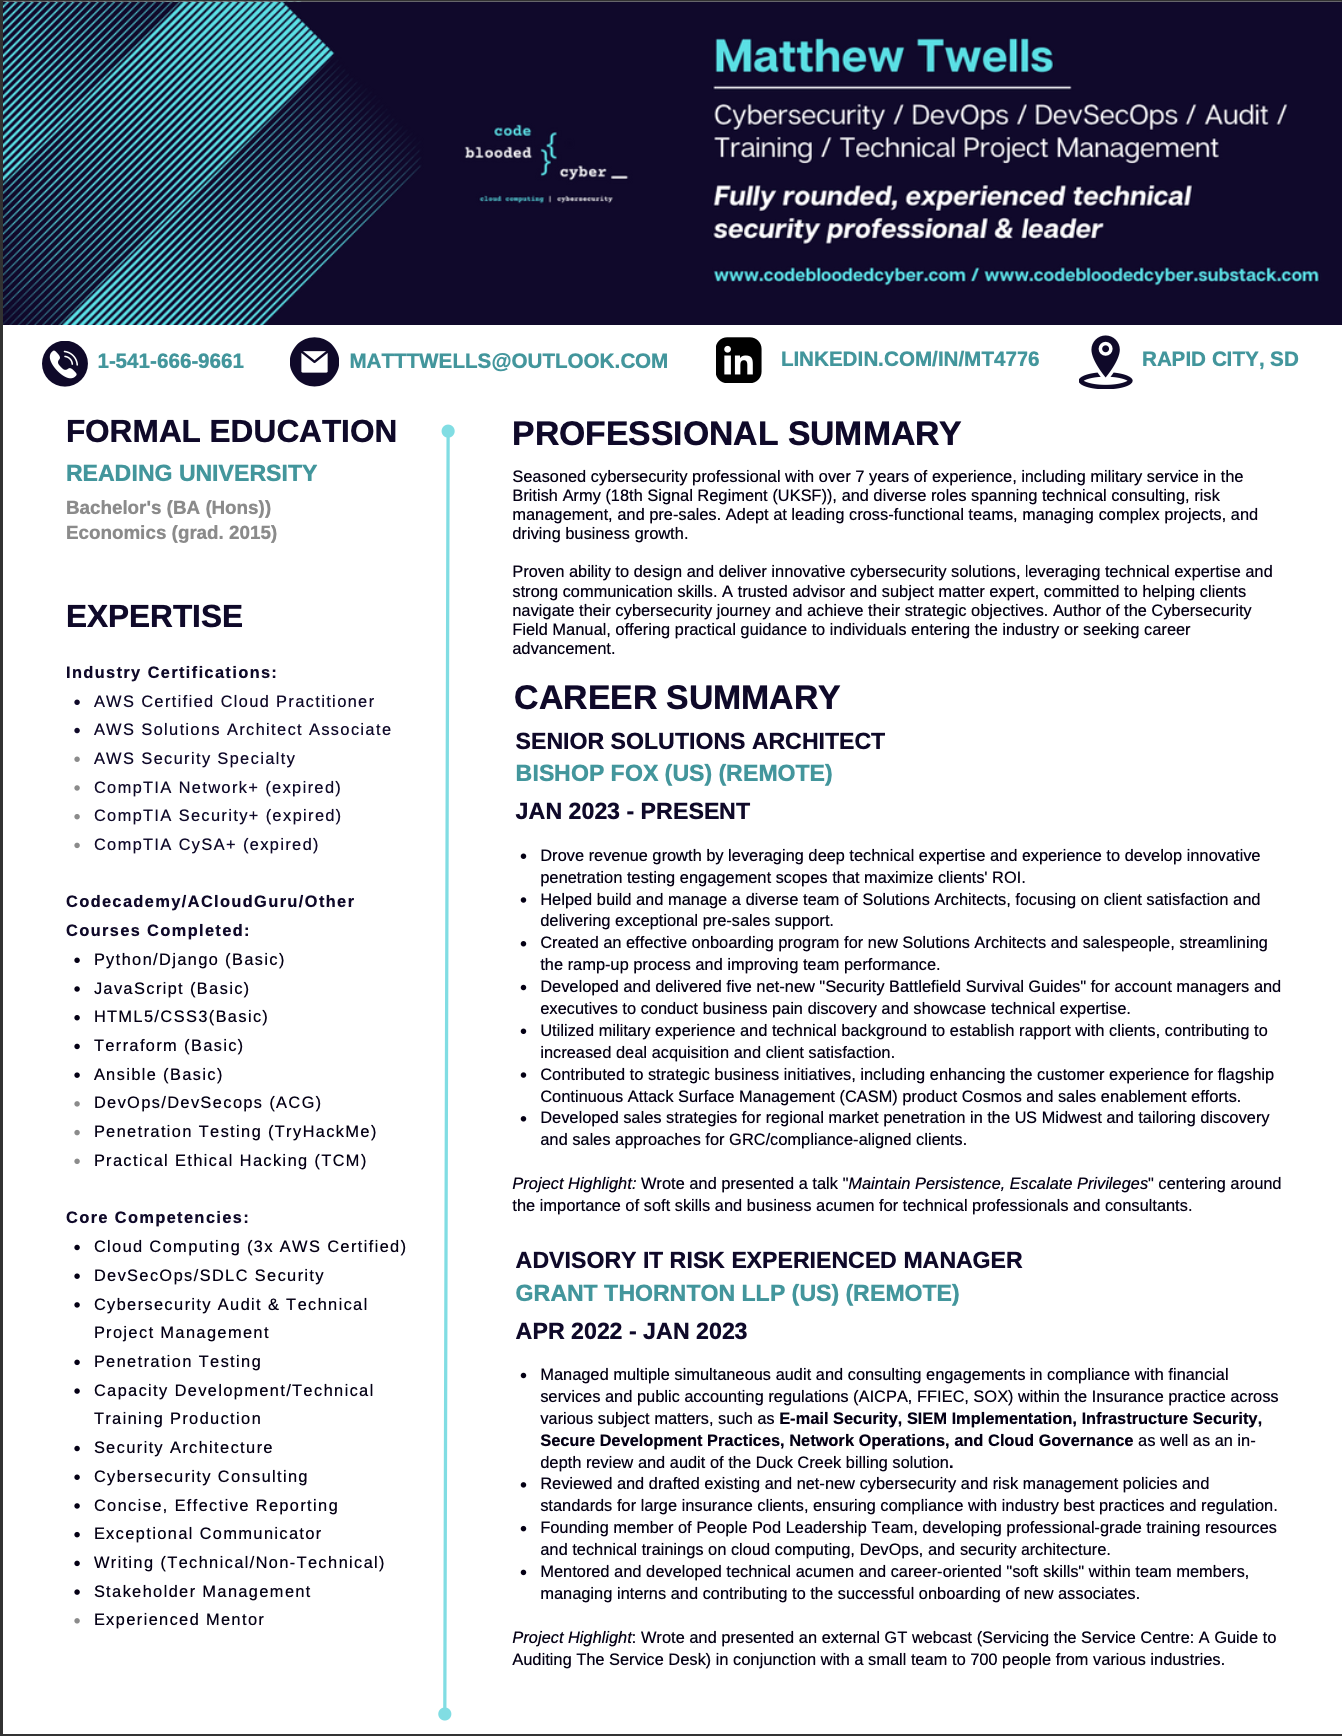 Matthew Twells
Cybersecurity / DevOps / DevSecOps / Audit /
Training / Technical Project Management
Fully rounded, experienced technical
security professional & leader
www.codebloodedcyber.com / www.codebloodedcyber.substack.com
code
blooded {
} cyber _
cloud computing | cybersecurity
1-541-666-9661
MATTTWELLS@OUTLOOK.COM
in
LINKEDIN.COM/IN/MT4776
RAPID CITY, SD
FORMAL EDUCATION
READING UNIVERSITY
Bachelor's (BA (Hons))
Economics (grad. 2015)
EXPERTISE
Industry Certifications:
• AWS Certified Cloud Practitioner
• AWS Solutions Architect Associate
• AWS Security Specialty
• CompTIA Network+ (expired)
• CompTIA Security+ (expired)
• CompTIA CySA+ (expired)
Codecademy/ACloudGuru/Other
Courses Completed:
• Python/Django (Basic)
• JavaScript (Basic)
• HTML5/CSS3(Basic)
• Terraform (Basic)
• Ansible (Basic)
• DevOps/DevSecops (ACG)
• Penetration Testing (TryHackMe)
• Practical Ethical Hacking (TCM)
Core Competencies:
• Cloud Computing (3x AWS Certified)
• DevSecOps/SDLC Security
• Cybersecurity Audit & Technical
Project Management
• Penetration Testing
• Capacity Development/Technical
Training Production
• Security Architecture
• Cybersecurity Consulting
• Concise, Effective Reporting
• Exceptional Communicator
• Writing (Technical/Non-Technical)
• Stakeholder Management
• Experienced Mentor
PROFESSIONAL SUMMARY
Seasoned cybersecurity professional with over 7 years of experience, including military service in the
British Army (18th Signal Regiment (UKSF)), and diverse roles spanning technical consulting, risk
management, and pre-sales. Adept at leading cross-functional teams, managing complex projects, and
driving business growth.
Proven ability to design and deliver innovative cybersecurity solutions, leveraging technical expertise and
strong communication skills. A trusted advisor and subject matter expert, committed to helping clients
navigate their cybersecurity journey and achieve their strategic objectives. Author of the Cybersecurity
Field Manual, offering practical guidance to individuals entering the industry or seeking career
advancement.
CAREER SUMMARY
SENIOR SOLUTIONS ARCHITECT
BISHOP FOX (US) (REMOTE)
JAN 2023 - PRESENT
• Drove revenue growth by leveraging deep technical expertise and experience to develop innovative
penetration testing engagement scopes that maximize clients' ROI.
• Helped build and manage a diverse team of Solutions Architects, focusing on client satisfaction and
delivering exceptional pre-sales support.
• Created an effective onboarding program for new Solutions Architects and salespeople, streamlining
the ramp-up process and improving team performance.
• Developed and delivered five net-new "Security Battlefield Survival Guides" for account managers and
executives to conduct business pain discovery and showcase technical expertise.
• Utilized military experience and technical background to establish rapport with clients, contributing to
increased deal acquisition and client satisfaction.
• Contributed to strategic business initiatives, including enhancing the customer experience for flagship
Continuous Attack Surface Management (CASM) product Cosmos and sales enablement efforts.
• Developed sales strategies for regional market penetration in the US Midwest and tailoring discovery
and sales approaches for GRC/compliance-aligned clients.
Project Highlight: Wrote and presented a talk "Maintain Persistence, Escalate Privileges" centering around
the importance of soft skills and business acumen for technical professionals and consultants.
ADVISORY IT RISK EXPERIENCED MANAGER
GRANT THORNTON LLP (US) (REMOTE)
APR 2022 - JAN 2023
• Managed multiple simultaneous audit and consulting engagements in compliance with financial
services and public accounting regulations (AICPA, FFIEC, SOX) within the Insurance practice across
various subject matters, such as E-mail Security, SIEM Implementation, Infrastructure Security,
Secure Development Practices, Network Operations, and Cloud Governance as well as an in-
depth review and audit of the Duck Creek billing solution.
• Reviewed and drafted existing and net-new cybersecurity and risk management policies and
standards for large insurance clients, ensuring compliance with industry best practices and regulation.
• Founding member of People Pod Leadership Team, developing professional-grade training resources
and technical trainings on cloud computing, DevOps, and security architecture.
• Mentored and developed technical acumen and career-oriented "soft skills" within team members,
managing interns and contributing to the successful onboarding of new associates.
Project Highlight: Wrote and presented an external GT webcast (Servicing the Service Centre: A Guide to
Auditing The Service Desk) in conjunction with a small team to 700 people from various industries.